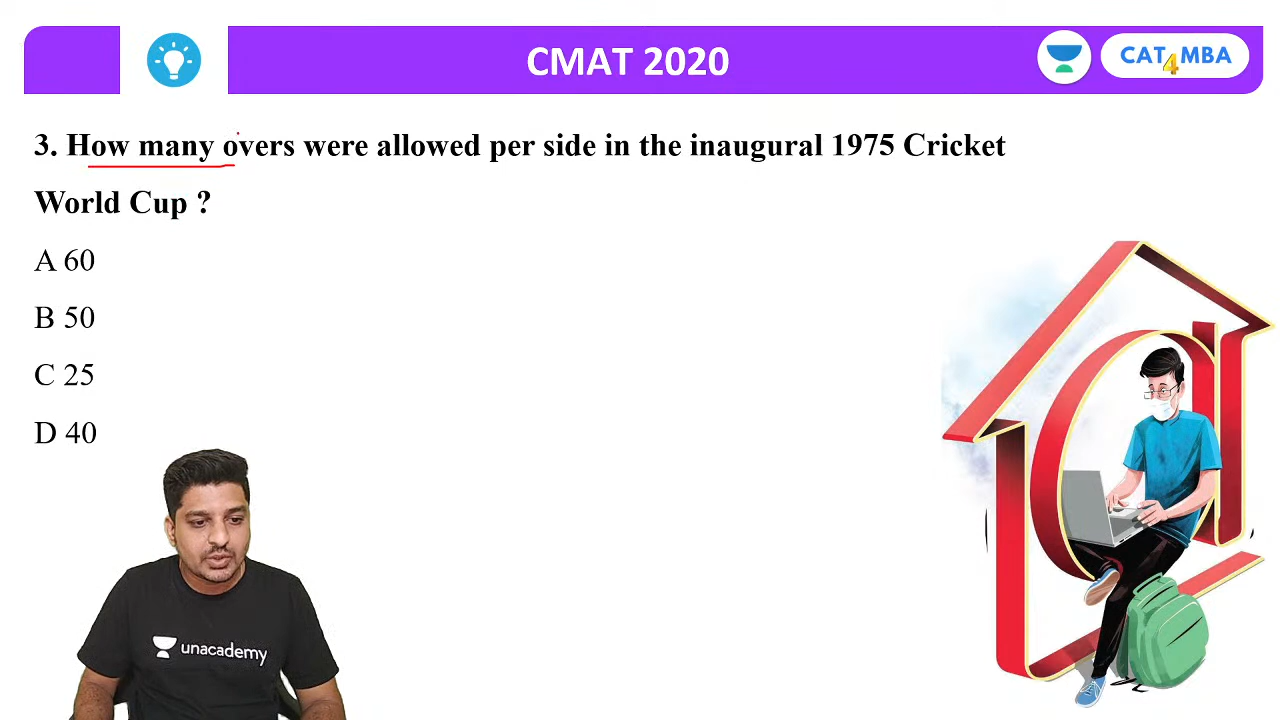 CMAT 2020
CAT4MBA
3. How many overs were allowed per side in the inaugural 1975 Cricket
World Cup ?
A 60
B 50
C 25
D 40
unacademy